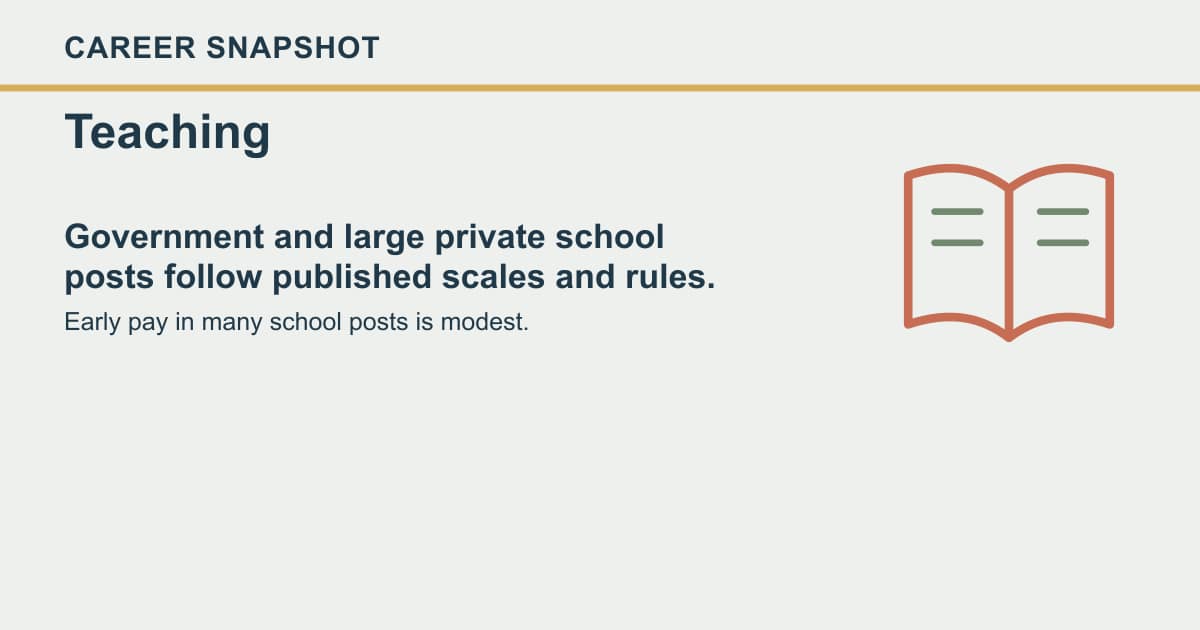 CAREER SNAPSHOT
Teaching
Government and large private school
posts follow published scales and rules.
Early pay in many school posts is modest.